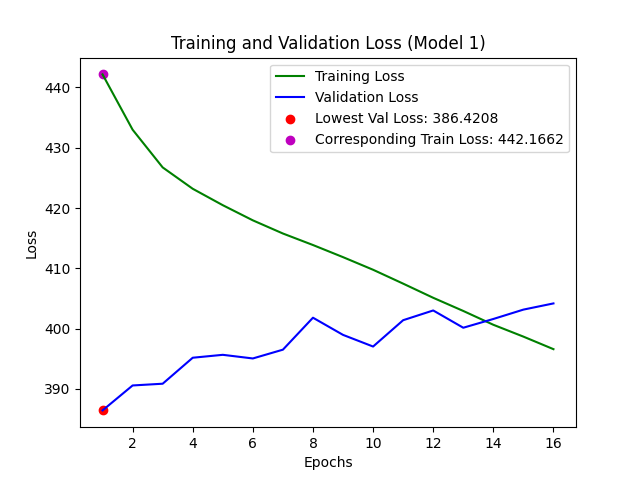 Training and Validation Loss (Model 1)
Training Loss
Validation Loss
Lowest Val Loss: 386.4208
Corresponding Train Loss: 442.1662
440
430
420
410
400
390
Loss
2 4 6 8 10 12 14 16
Epochs